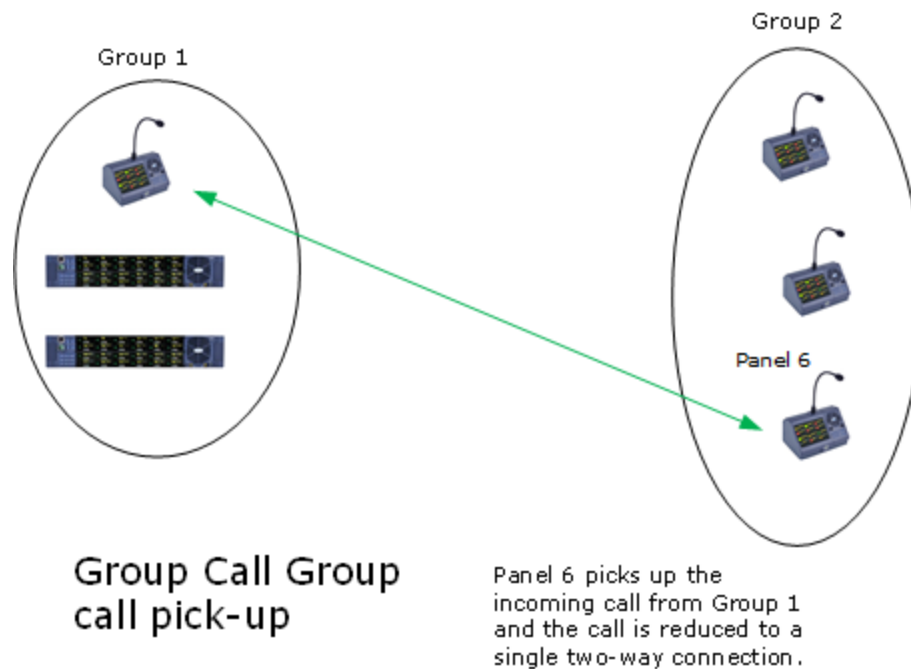 Group 1
Group 2
Panel 6
Group Call Group
call pick-up
Panel 6 picks up the
incoming call from Group 1
and the call is reduced to a
single two-way connection.